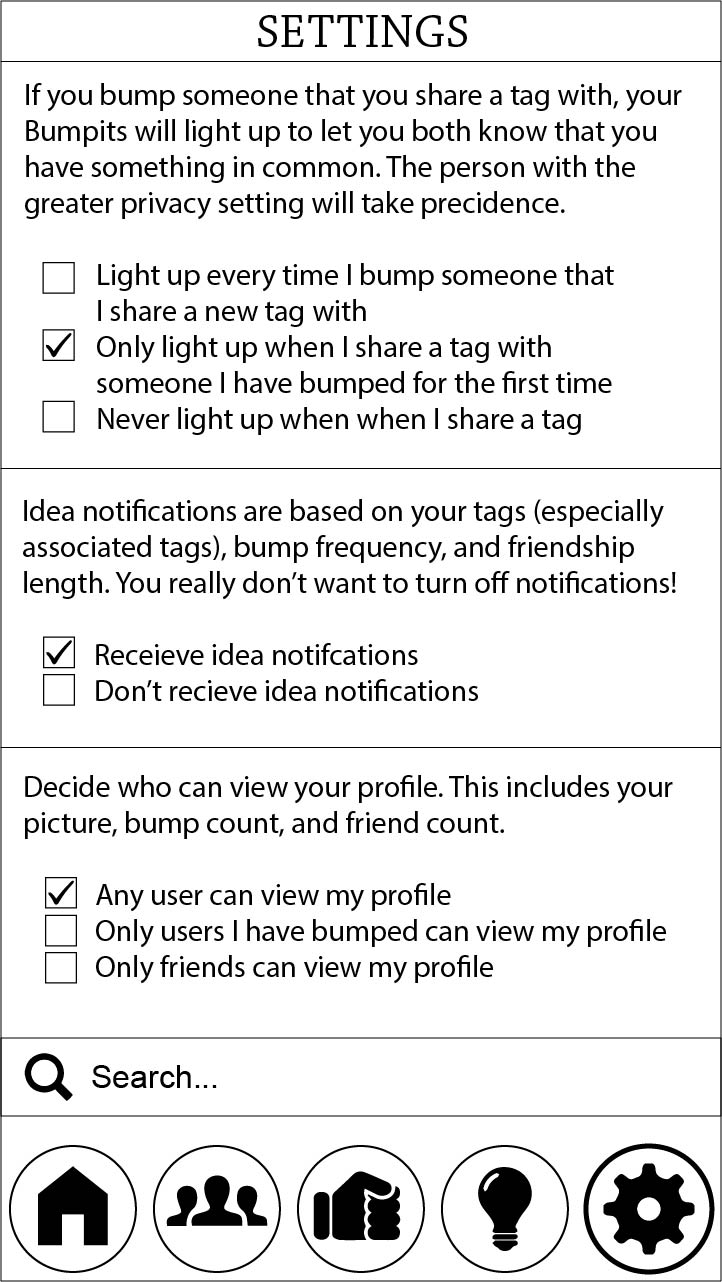 SETTINGS
If you bump someone that you share a tag with, your
Bumpits will light up to let you both know that you
have something in common. The person with the
greater privacy setting will take precidence.
Light up every time I bump someone that
I share a new tag with
Only light up when I share a tag with
someone I have bumped for the first time
Never light up when when I share a tag
Idea notifications are based on your tags (especially
associated tags), bump frequency, and friendship
length. You really don’t want to turn off notifications!
Receieve idea notifcations
Don’t recieve idea notifications
Decide who can view your profile. This includes your
picture, bump count, and friend count.
Any user can view my profile
Only users I have bumped can view my profile
Only friends can view my profile
Search...